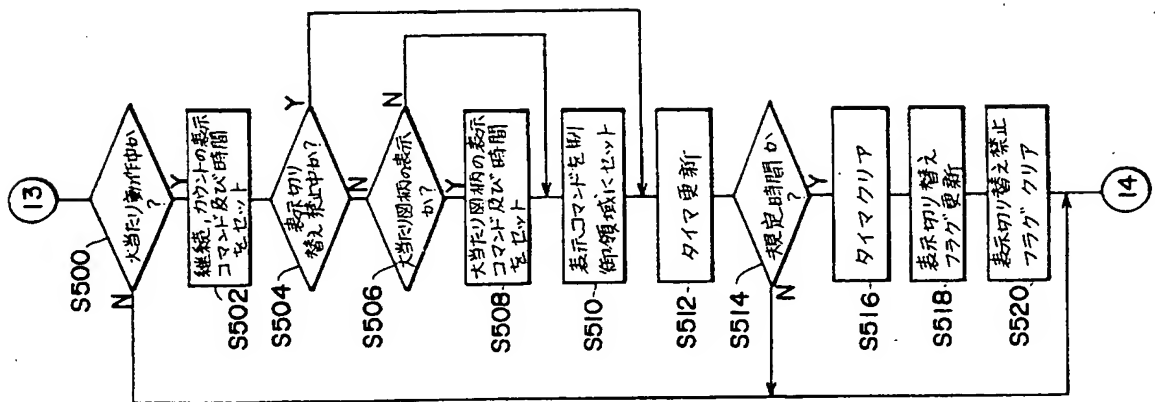 13
S500
大当たり動作中か
?
N
Y
S502
継続,カウントの表示
コマンド及び時間
をセット
S504
表示切り
替え禁止中か?
Y
N
S506
大当たり図柄の表示
か?
N
Y
S508
大当たり図柄の表示
コマンド及び時間
をセット
S510
表示コマンドを制
御領域にセット
S512
タイマ更新
S514
規定時間か
?
N
Y
S516
タイマクリア
S518
表示切り替え
フラグ更新
S520
表示切り替え禁止
フラグ クリア
14